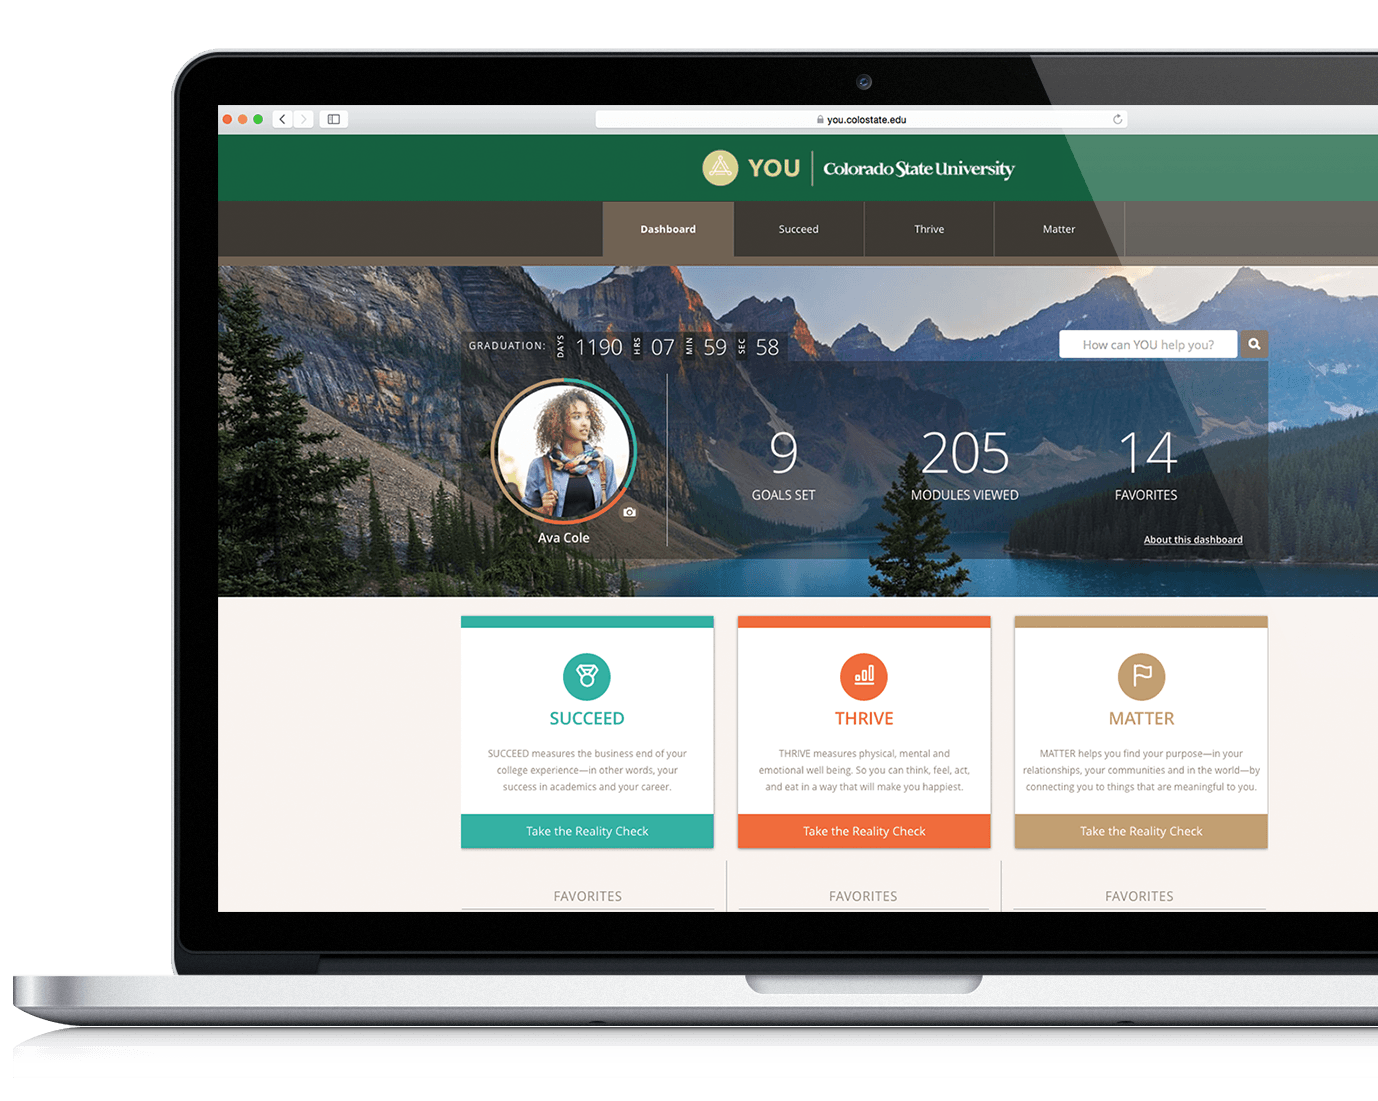 you.colostate.edu
YOU Colorado State University
Dashboard Succeed Thrive Matter
GRADUATION: DAYS 1190 HRS 07 MIN 59 SEC 58
How can YOU help you?
9 205 14
GOALS SET MODULES VIEWED FAVORITES
Ava Cole
About this dashboard
SUCCEED
SUCCEED measures the business end of your
college experience—in other words, your
success in academics and your career.
Take the Reality Check
THRIVE
THRIVE measures physical, mental and
emotional well being. So you can think, feel, act,
and eat in a way that will make you happiest.
Take the Reality Check
MATTER
MATTER helps you find your purpose—in your
relationships, your communities and in the world—by
connecting you to things that are meaningful to you.
Take the Reality Check
FAVORITES FAVORITES FAVORITES